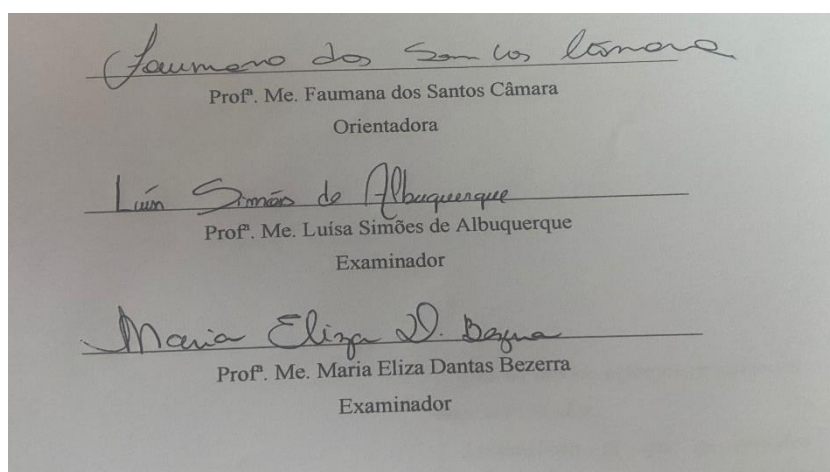 Faumana dos Santos Câmara
Profª. Me. Faumana dos Santos Câmara
Orientadora
Luísa Simões de Albuquerque
Profª. Me. Luísa Simões de Albuquerque
Examinador
Maria Eliza D. Bezerra
Profª. Me. Maria Eliza Dantas Bezerra
Examinador